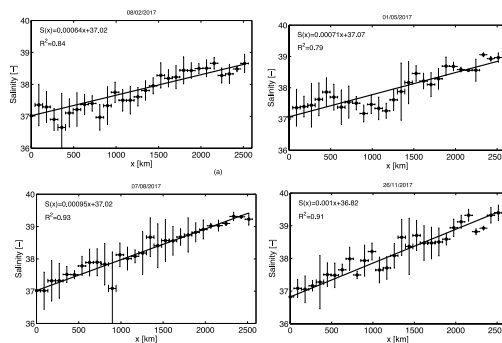 08/02/2017
S(x)=0.00064x+37.02
R²=0.84
Salinity [–]
40
39
38
37
36
0 500 1000 1500 2000 2500
x [km]
(a)
01/05/2017
S(x)=0.00071x+37.07
R²=0.79
Salinity [–]
40
39
38
37
36
0 500 1000 1500 2000 2500
x [km]
07/08/2017
S(x)=0.00095x+37.02
R²=0.93
Salinity [–]
40
39
38
37
36
0 500 1000 1500 2000 2500
x [km]
26/11/2017
S(x)=0.001x+36.82
R²=0.91
Salinity [–]
40
39
38
37
36
0 500 1000 1500 2000 2500
x [km]